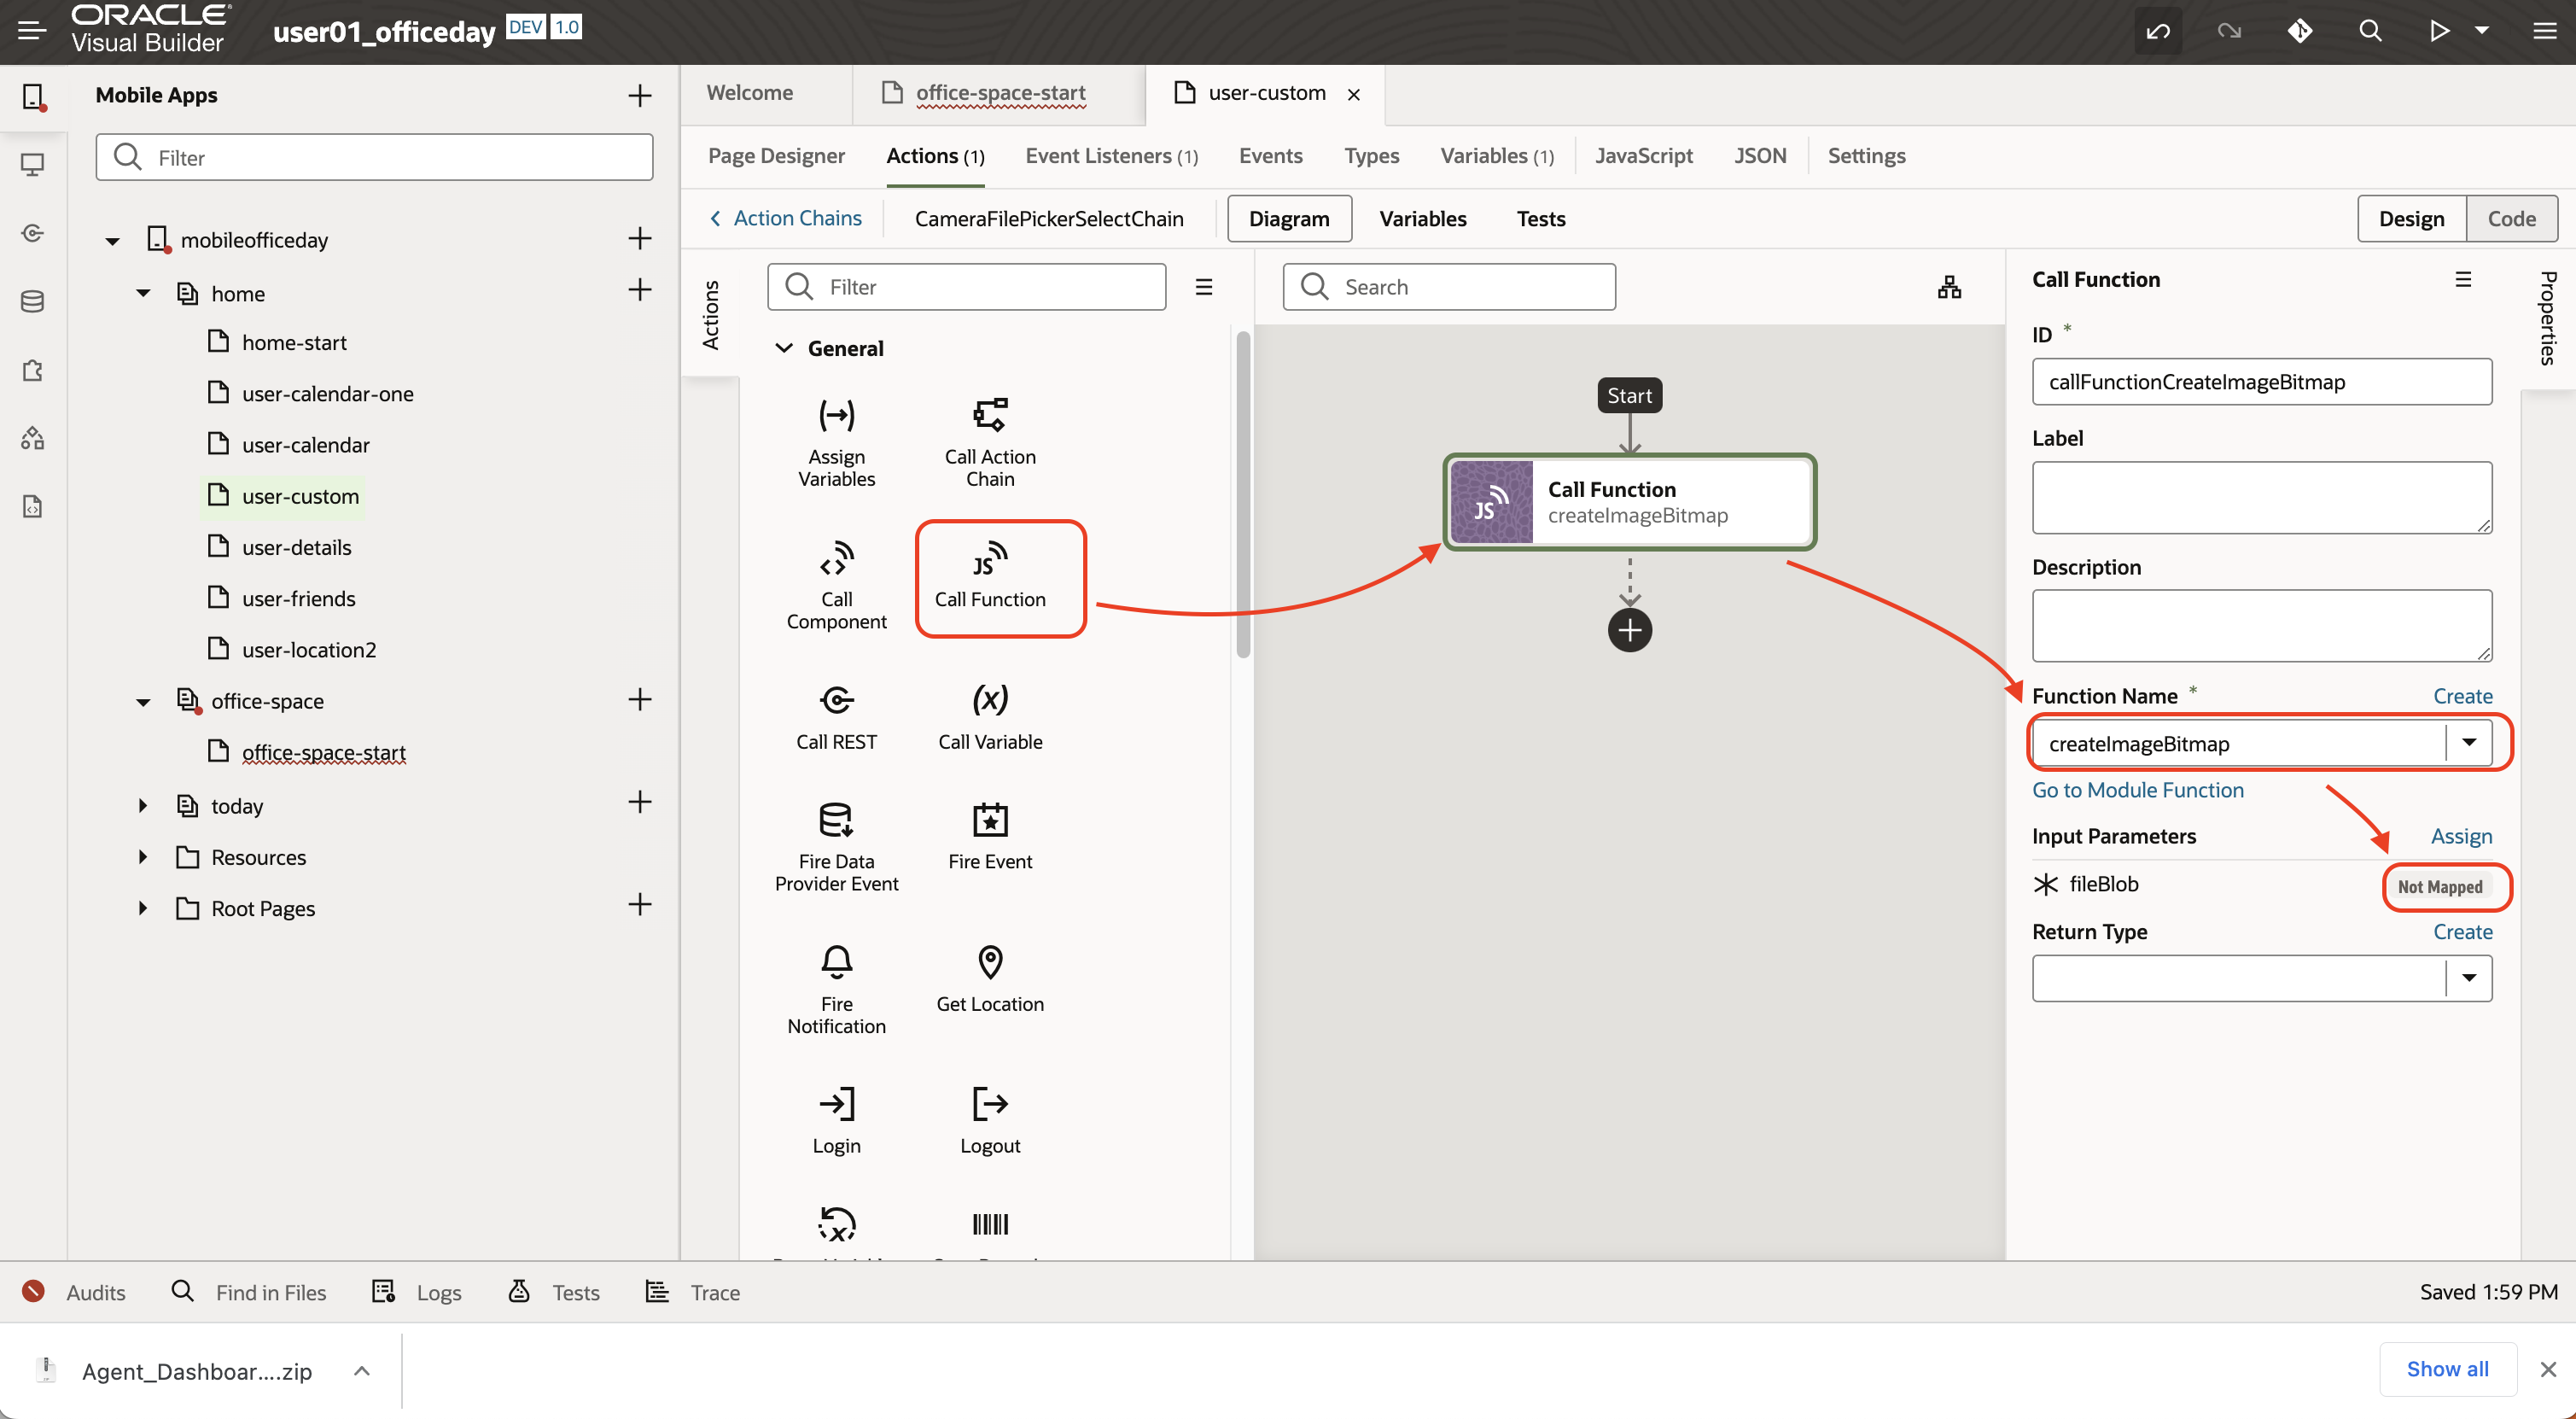 ORACLE
Visual Builder
user01_officeday DEV 1.0
Mobile Apps
Filter
mobileofficeday
home
home-start
user-calendar-one
user-calendar
user-custom
user-details
user-friends
user-location2
office-space
office-space-start
today
Resources
Root Pages
Welcome
office-space-start
user-custom
Page Designer
Actions (1)
Event Listeners (1)
Events
Types
Variables (1)
JavaScript
JSON
Settings
Action Chains
CameraFilePickerSelectChain
Diagram
Variables
Tests
Design
Code
Actions
Filter
General
Assign
Variables
Call Action
Chain
Call
Component
JS
Call Function
Call REST
(x)
Call Variable
Fire Data
Provider Event
Fire Event
Fire
Notification
Get Location
Login
Logout
Search
Start
JS
Call Function
createImageBitmap
Properties
Call Function
ID *
callFunctionCreateImageBitmap
Label
Description
Function Name *
Create
createImageBitmap
Go to Module Function
Input Parameters
Assign
fileBlob
Not Mapped
Return Type
Create
Audits
Find in Files
Logs
Tests
Trace
Saved 1:59 PM
Agent_Dashboar....zip
Show all